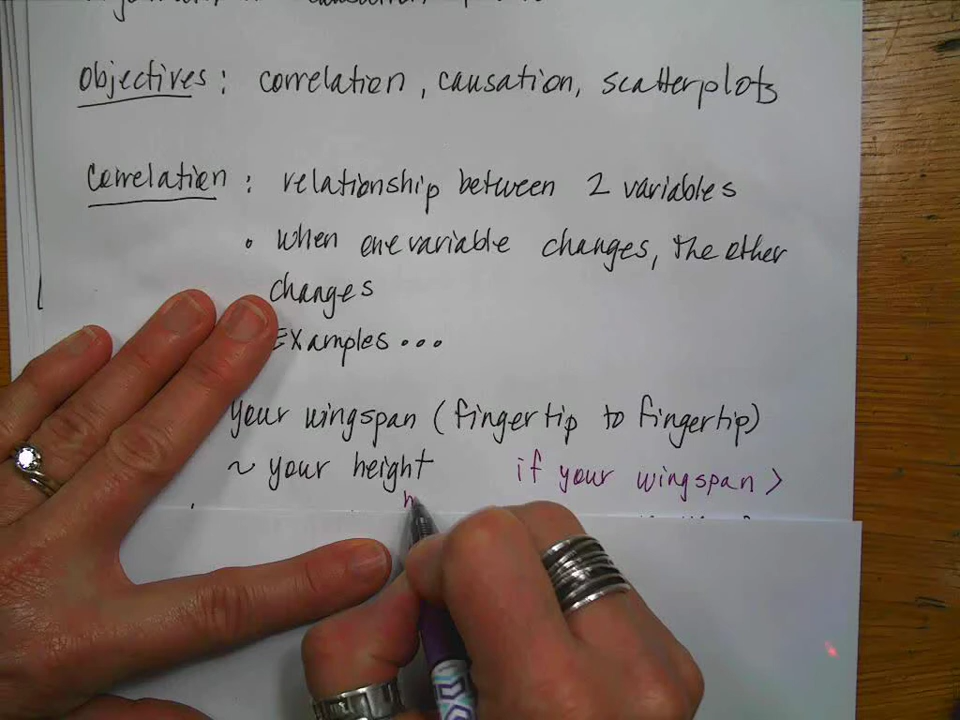 objectives: correlation, causation, scatterplots
Correlation: relationship between 2 variables
• When one variable changes, the other
changes
Examples...
your wingspan (fingertip to fingertip)
~ your height if your wingspan >